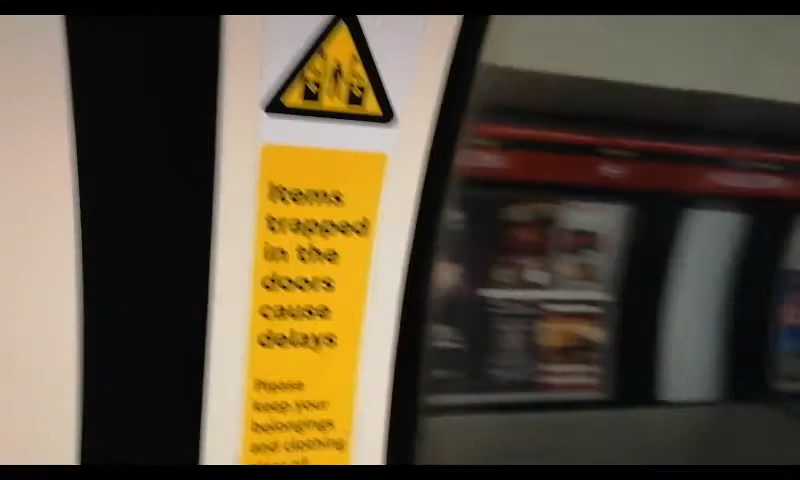 Items
trapped
in the
doors
cause
delays
Please
keep your
belongings
and clothing